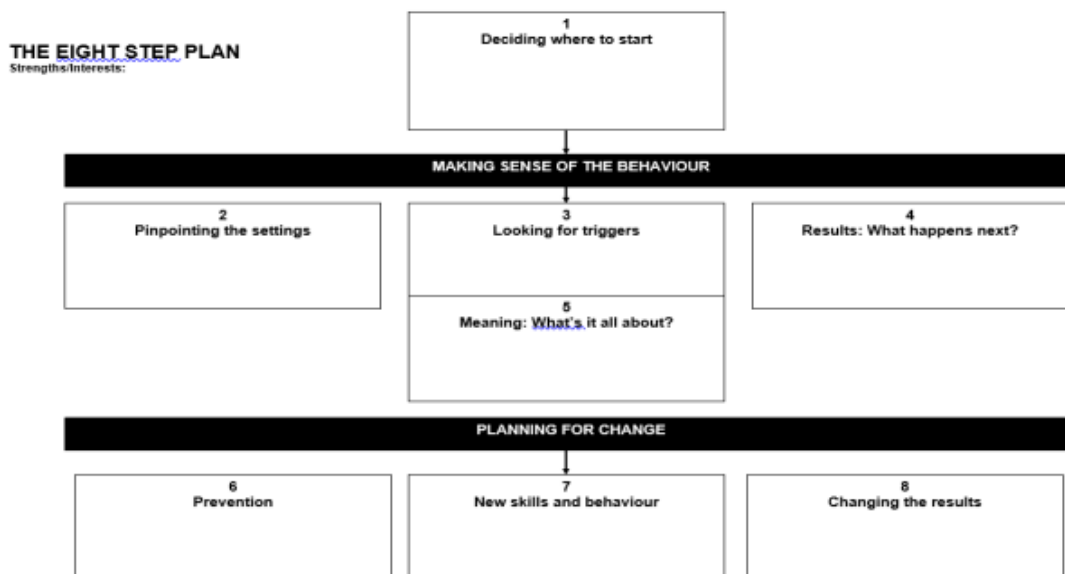 THE EIGHT STEP PLAN
Strengths/Interests:
1
Deciding where to start
MAKING SENSE OF THE BEHAVIOUR
2
Pinpointing the settings
3
Looking for triggers
4
Results: What happens next?
5
Meaning: What's it all about?
PLANNING FOR CHANGE
6
Prevention
7
New skills and behaviour
8
Changing the results